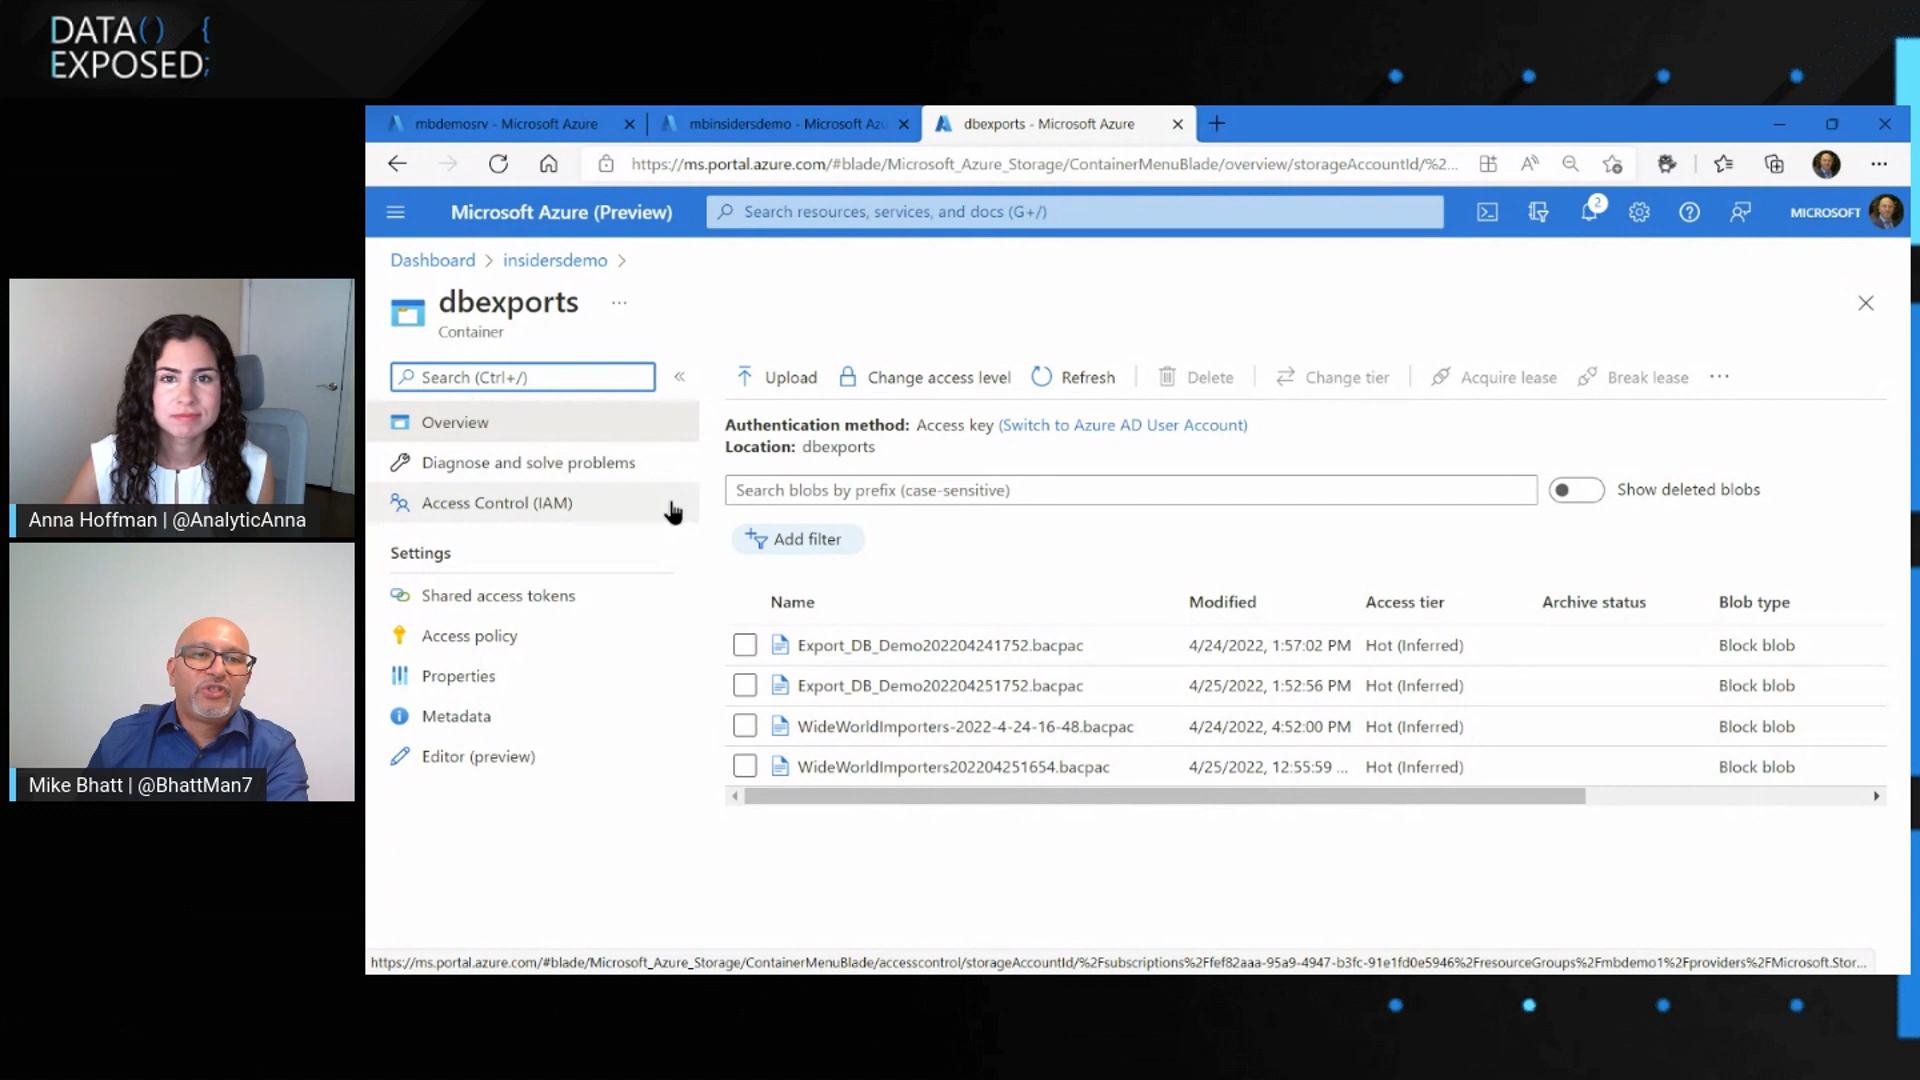 DATA() {
EXPOSED;
mbdemosrv - Microsoft Azure
mbinsidersdemo - Microsoft Az
dbexports - Microsoft Azure
https://ms.portal.azure.com/#blade/Microsoft_Azure_Storage/ContainerMenuBlade/overview/storageAccountId/%2...
Microsoft Azure (Preview)
Search resources, services, and docs (G+/)
2
MICROSOFT
Dashboard > insidersdemo >
dbexports ...
Container
Search (Ctrl+/)
«
Upload
Change access level
Refresh
Delete
Change tier
Acquire lease
Break lease
...
Overview
Diagnose and solve problems
Access Control (IAM)
Settings
Shared access tokens
Access policy
Properties
Metadata
Editor (preview)
Authentication method: Access key (Switch to Azure AD User Account)
Location: dbexports
Search blobs by prefix (case-sensitive)
Show deleted blobs
Add filter
Name Modified Access tier Archive status Blob type
Export_DB_Demo202204241752.bacpac 4/24/2022, 1:57:02 PM Hot (Inferred) Block blob
Export_DB_Demo202204251752.bacpac 4/25/2022, 1:52:56 PM Hot (Inferred) Block blob
WideWorldImporters-2022-4-24-16-48.bacpac 4/24/2022, 4:52:00 PM Hot (Inferred) Block blob
WideWorldImporters202204251654.bacpac 4/25/2022, 12:55:59 ... Hot (Inferred) Block blob
https://ms.portal.azure.com/#blade/Microsoft_Azure_Storage/ContainerMenuBlade/accesscontrol/storageAccountId/%2Fsubscriptions%2Ffef82aaa-95a9-4947-b3fc-91e1fd0e5946%2FresourceGroups%2Fmbdemo1%2Fproviders%2FMicrosoft.Stor...
Anna Hoffman | @AnalyticAnna
Mike Bhatt | @BhattMan7